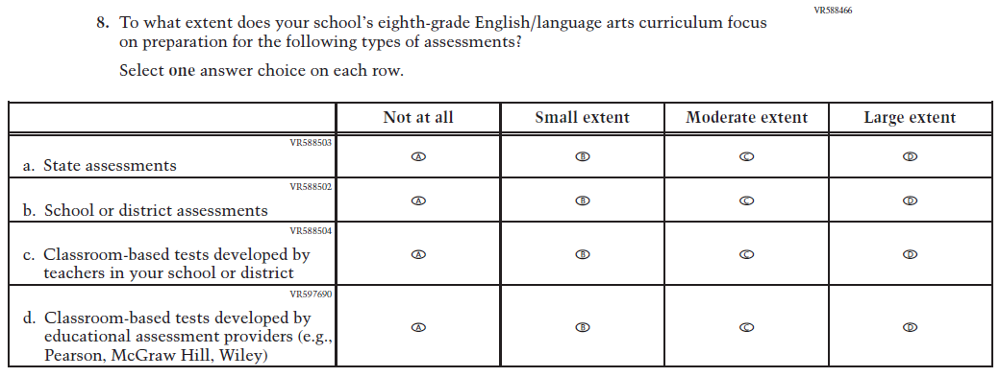 VR588466
8. To what extent does your school's eighth-grade English/language arts curriculum focus
on preparation for the following types of assessments?
Select one answer choice on each row.
Not at all Small extent Moderate extent Large extent
VR588503
a. State assessments A B C D
VR588502
b. School or district assessments A B C D
VR588504
c. Classroom-based tests developed by
teachers in your school or district A B C D
VR597690
d. Classroom-based tests developed by
educational assessment providers (e.g.,
Pearson, McGraw Hill, Wiley) A B C D